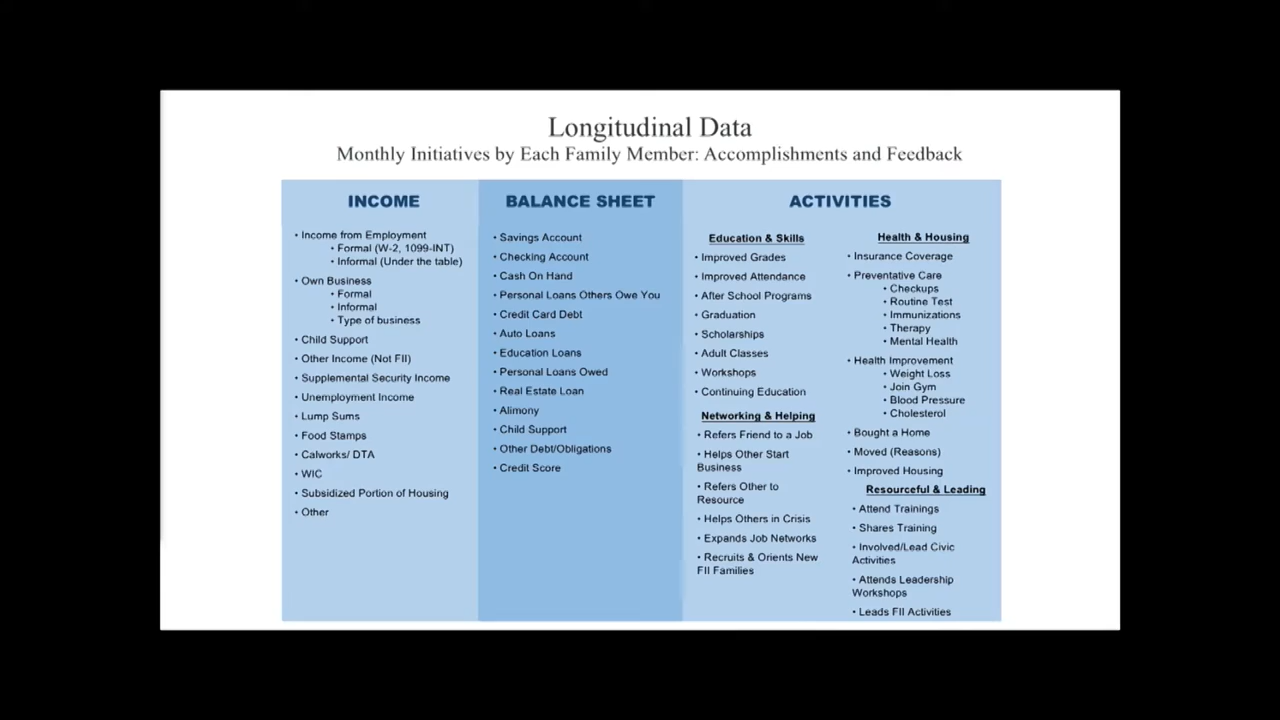 Longitudinal Data
Monthly Initiatives by Each Family Member: Accomplishments and Feedback
INCOME
• Income from Employment
• Formal (W-2, 1099-INT)
• Informal (Under the table)
• Own Business
• Formal
• Informal
• Type of business
• Child Support
• Other Income (Not FII)
• Supplemental Security Income
• Unemployment Income
• Lump Sums
• Food Stamps
• Calworks/ DTA
• WIC
• Subsidized Portion of Housing
• Other
BALANCE SHEET
• Savings Account
• Checking Account
• Cash On Hand
• Personal Loans Others Owe You
• Credit Card Debt
• Auto Loans
• Education Loans
• Personal Loans Owed
• Real Estate Loan
• Alimony
• Child Support
• Other Debt/Obligations
• Credit Score
ACTIVITIES
Education & Skills
• Improved Grades
• Improved Attendance
• After School Programs
• Graduation
• Scholarships
• Adult Classes
• Workshops
• Continuing Education
Networking & Helping
• Refers Friend to a Job
• Helps Other Start
Business
• Refers Other to
Resource
• Helps Others in Crisis
• Expands Job Networks
• Recruits & Orients New
FII Families
Health & Housing
• Insurance Coverage
• Preventative Care
• Checkups
• Routine Test
• Immunizations
• Therapy
• Mental Health
• Health Improvement
• Weight Loss
• Join Gym
• Blood Pressure
• Cholesterol
• Bought a Home
• Moved (Reasons)
• Improved Housing
Resourceful & Leading
• Attend Trainings
• Shares Training
• Involved/Lead Civic
Activities
• Attends Leadership
Workshops
• Leads FII Activities